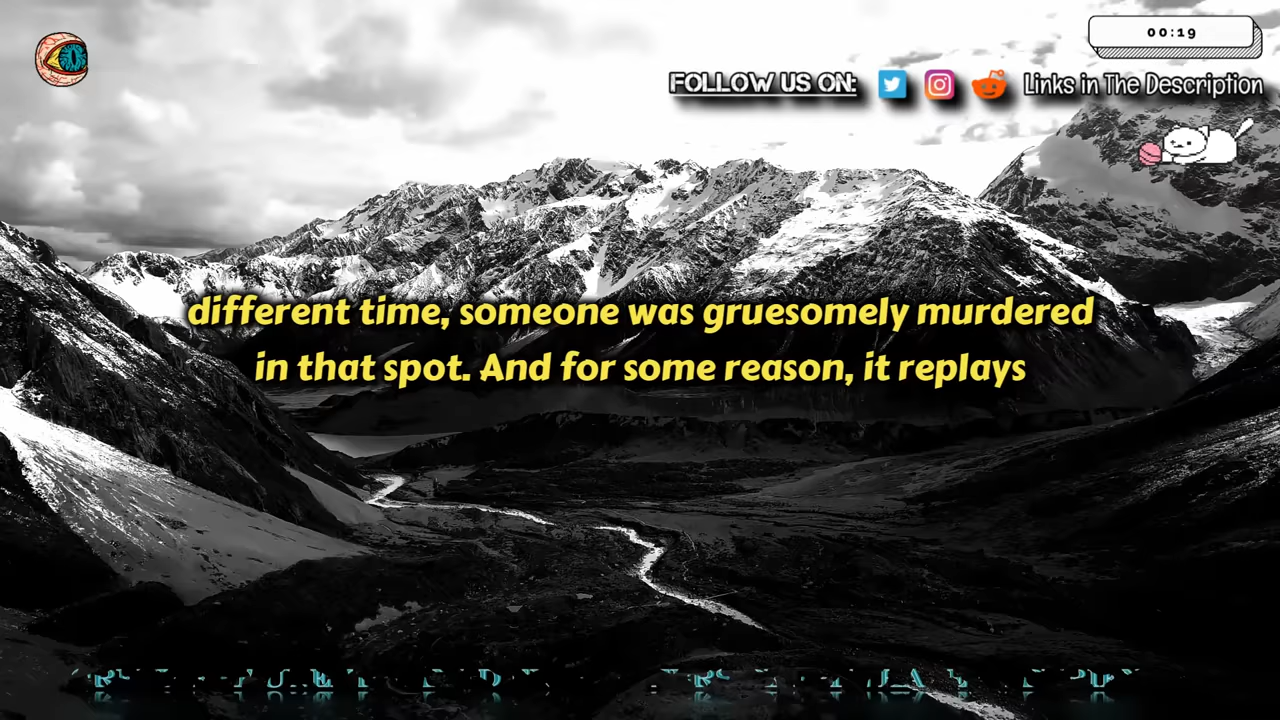 00:19
FOLLOW US ON: Links in The Description
different time, someone was gruesomely murdered
in that spot. And for some reason, it replays